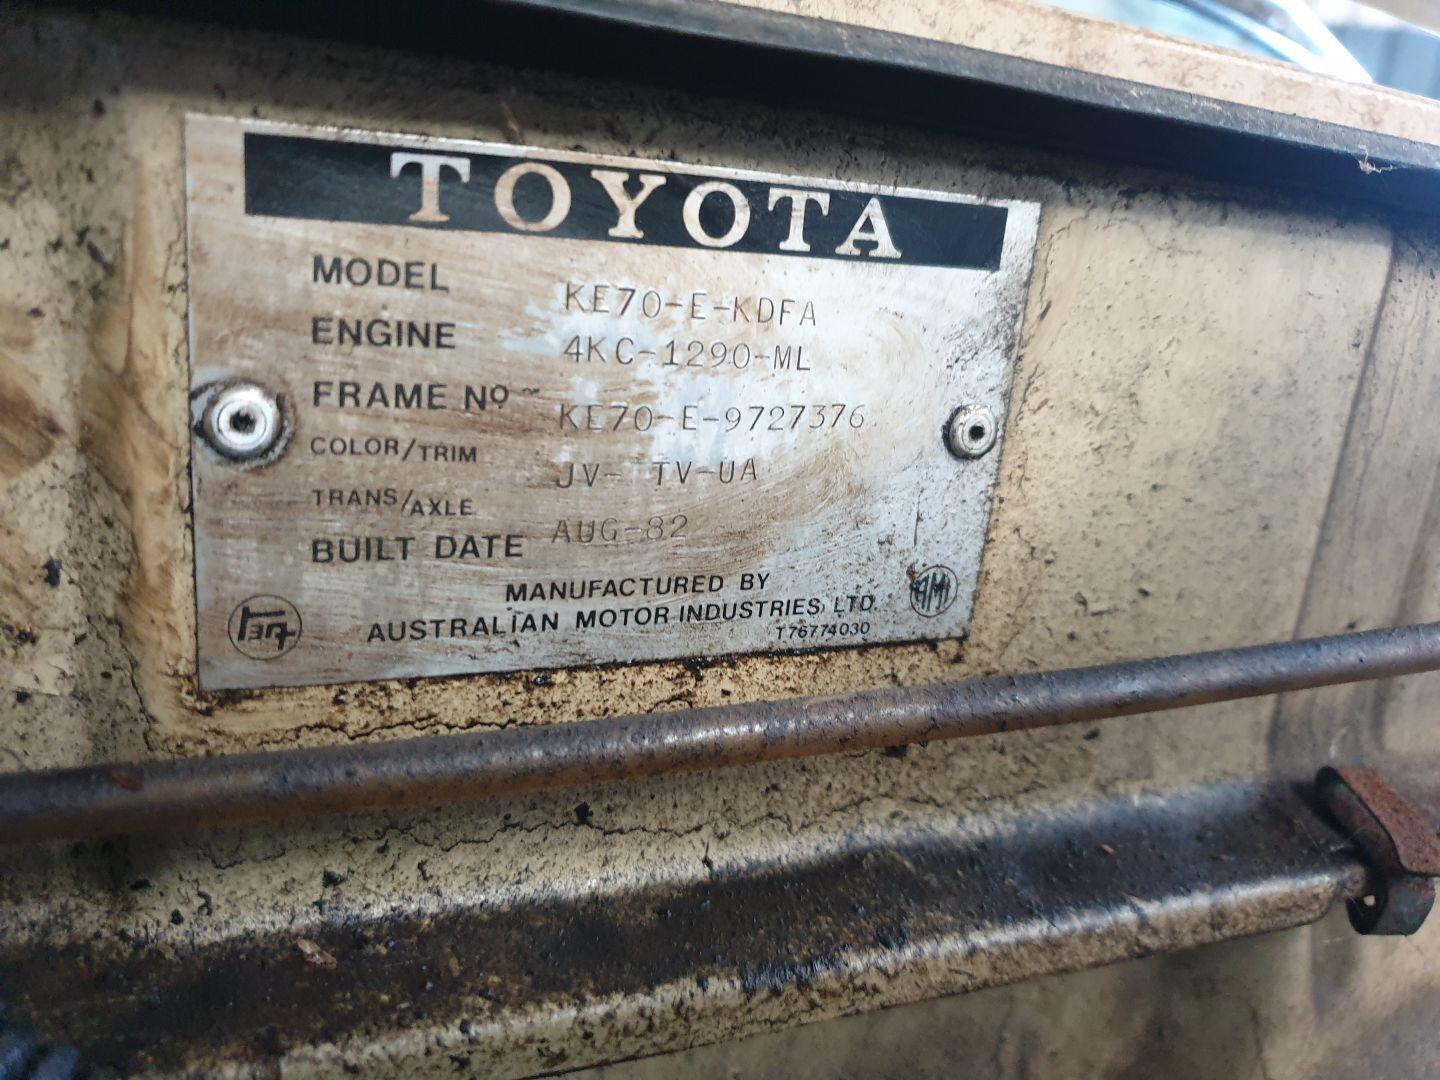 TOYOTA
MODEL KE70-E-KDFA
ENGINE 4KC-1290-ML
FRAME Nº KE70-E-9727376
COLOR/TRIM JV- TV-UA
TRANS/AXLE
BUILT DATE AUG-82
MANUFACTURED BY
AUSTRALIAN MOTOR INDUSTRIES, LTD
T76774030
AMI